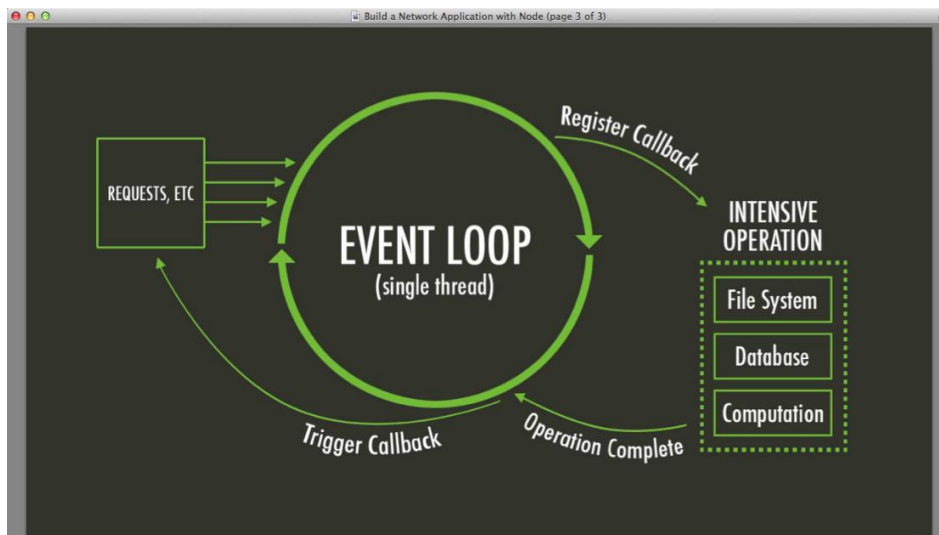 Build a Network Application with Node (page 3 of 3)
Register Callback
REQUESTS, ETC
EVENT LOOP
(single thread)
INTENSIVE
OPERATION
File System
Database
Computation
Operation Complete
Trigger Callback